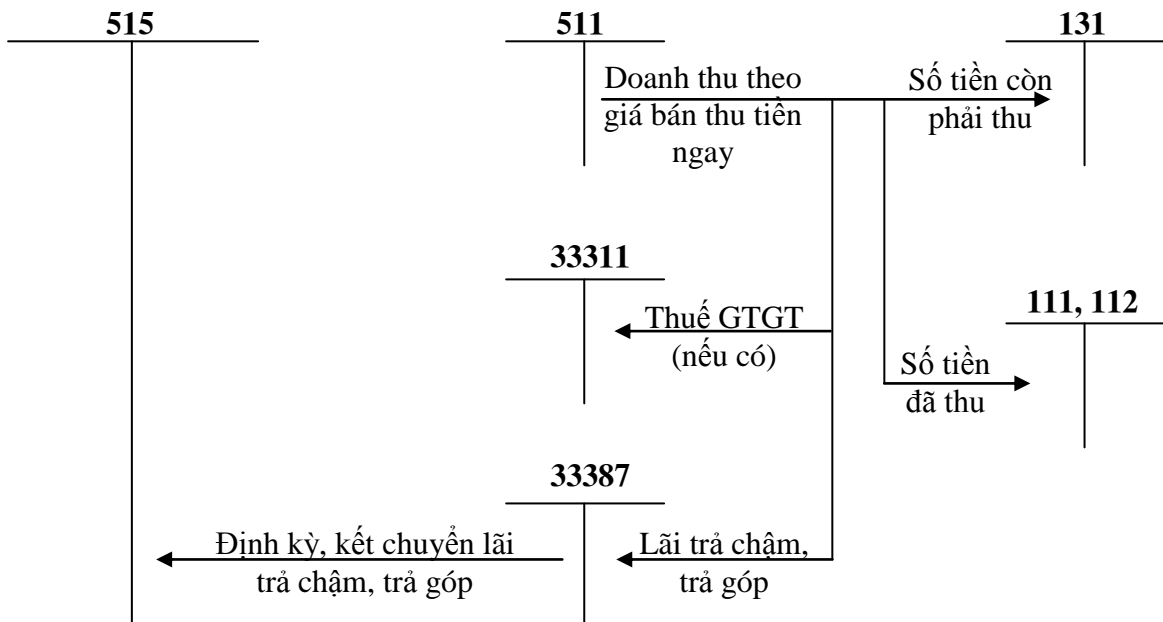 515
511
131
Doanh thu theo
giá bán thu tiền
ngay
Số tiền còn
phải thu
33311
Thuế GTGT
(nếu có)
111, 112
Số tiền
đã thu
33387
Định kỳ, kết chuyển lãi
trả chậm, trả góp
Lãi trả chậm,
trả góp